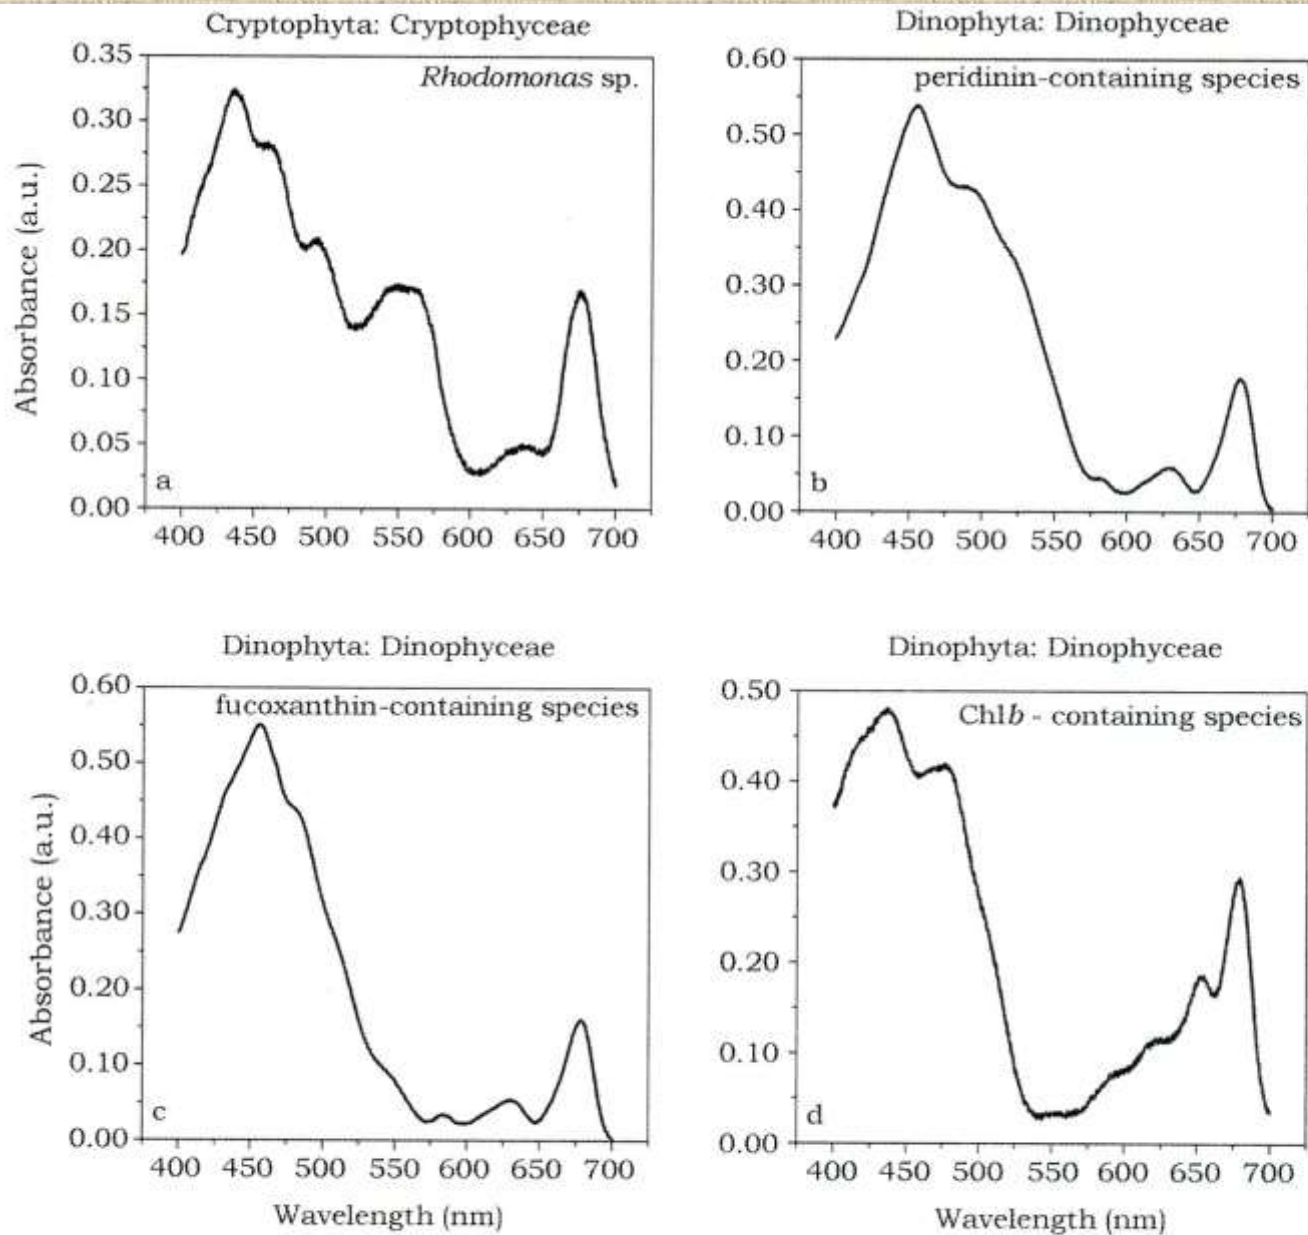 Cryptophyta: Cryptophyceae
Rhodomonas sp.
Absorbance (a.u.)
0.35
0.30
0.25
0.20
0.15
0.10
0.05
0.00
a
400 450 500 550 600 650 700
Dinophyta: Dinophyceae
peridinin-containing species
0.60
0.50
0.40
0.30
0.20
0.10
0.00
b
400 450 500 550 600 650 700
Dinophyta: Dinophyceae
fucoxanthin-containing species
Absorbance (a.u.)
0.60
0.50
0.40
0.30
0.20
0.10
0.00
c
400 450 500 550 600 650 700
Wavelength (nm)
Dinophyta: Dinophyceae
Chlb - containing species
0.50
0.40
0.30
0.20
0.10
0.00
d
400 450 500 550 600 650 700
Wavelength (nm)